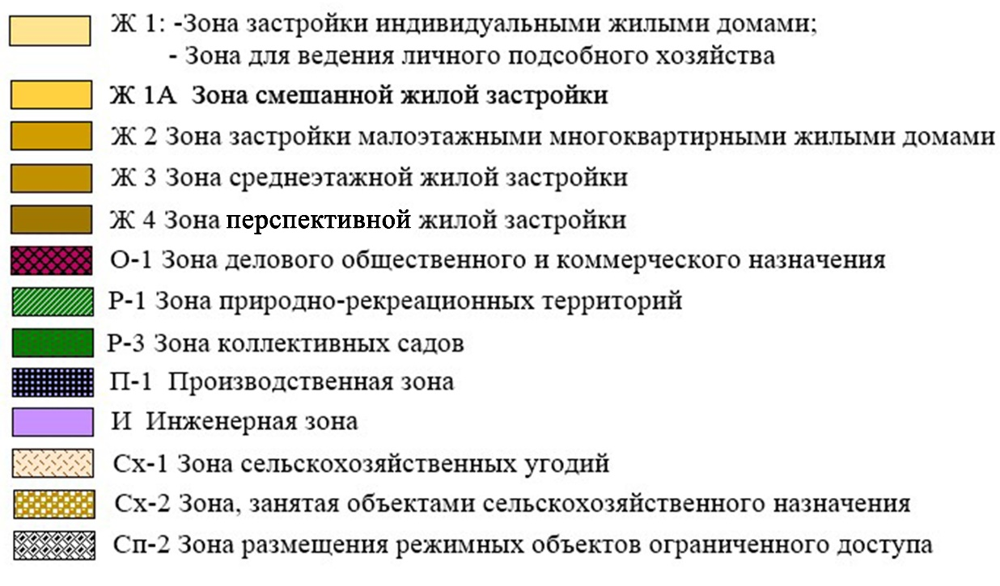 Ж 1: -Зона застройки индивидуальными жилыми домами;
- Зона для ведения личного подсобного хозяйства
Ж 1А Зона смешанной жилой застройки
Ж 2 Зона застройки малоэтажными многоквартирными жилыми домами
Ж 3 Зона среднеэтажной жилой застройки
Ж 4 Зона перспективной жилой застройки
О-1 Зона делового общественного и коммерческого назначения
Р-1 Зона природно-рекреационных территорий
Р-3 Зона коллективных садов
П-1 Производственная зона
И Инженерная зона
Сх-1 Зона сельскохозяйственных угодий
Сх-2 Зона, занятая объектами сельскохозяйственного назначения
Сп-2 Зона размещения режимных объектов ограниченного доступа